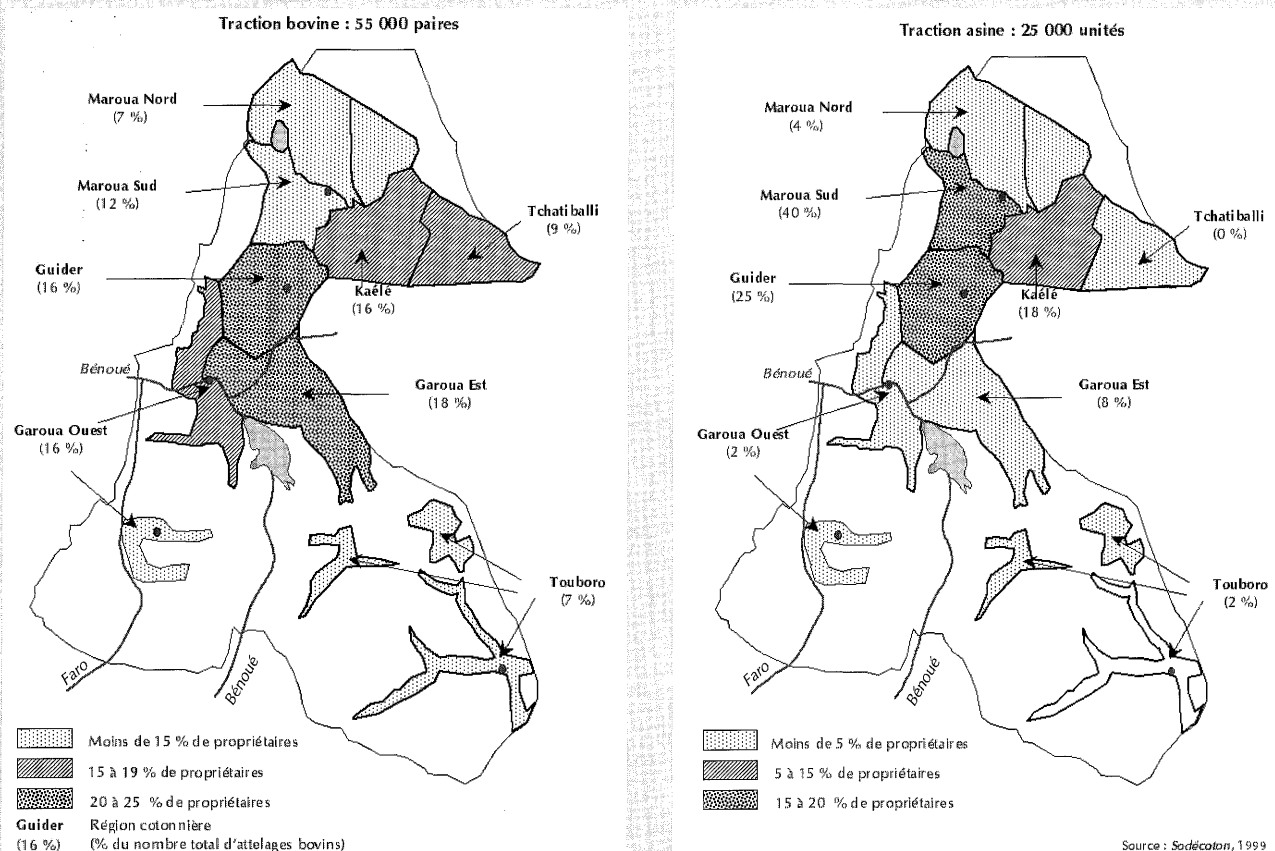 Traction bovine : 55 000 paires
Maroua Nord
(7 %)
Maroua Sud
(12 %)
Tchatiballi
(9 %)
Guider
(16 %)
Kaélé
(16 %)
Bénoué
Garoua Est
(18 %)
Garoua Ouest
(16 %)
Touboro
(7 %)
Faro
Bénoué
Moins de 15 % de propriétaires
15 à 19 % de propriétaires
20 à 25 % de propriétaires
Guider Région cotonnière
(16 %) (% du nombre total d'attelages bovins)
Traction asine : 25 000 unités
Maroua Nord
(4 %)
Maroua Sud
(40 %)
Tchatiballi
(0 %)
Guider
(25 %)
Kaélé
(18 %)
Bénoué
Garoua Est
(8 %)
Garoua Ouest
(2 %)
Touboro
(2 %)
Faro
Bénoué
Moins de 5 % de propriétaires
5 à 15 % de propriétaires
15 à 20 % de propriétaires
Source : Sodécoton, 1999